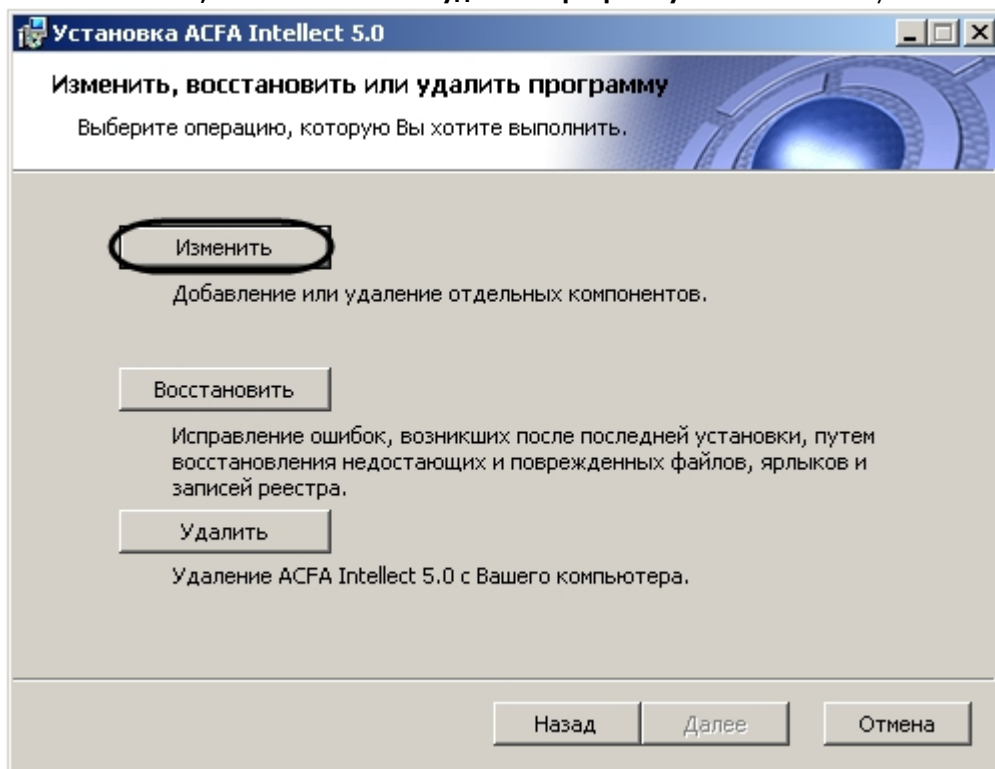 Установка ACFA Intellect 5.0
Изменить, восстановить или удалить программу
Выберите операцию, которую Вы хотите выполнить.
Изменить
Добавление или удаление отдельных компонентов.
Восстановить
Исправление ошибок, возникших после последней установки, путем
восстановления недостающих и поврежденных файлов, ярлыков и
записей реестра.
Удалить
Удаление ACFA Intellect 5.0 с Вашего компьютера.
Назад Далее Отмена